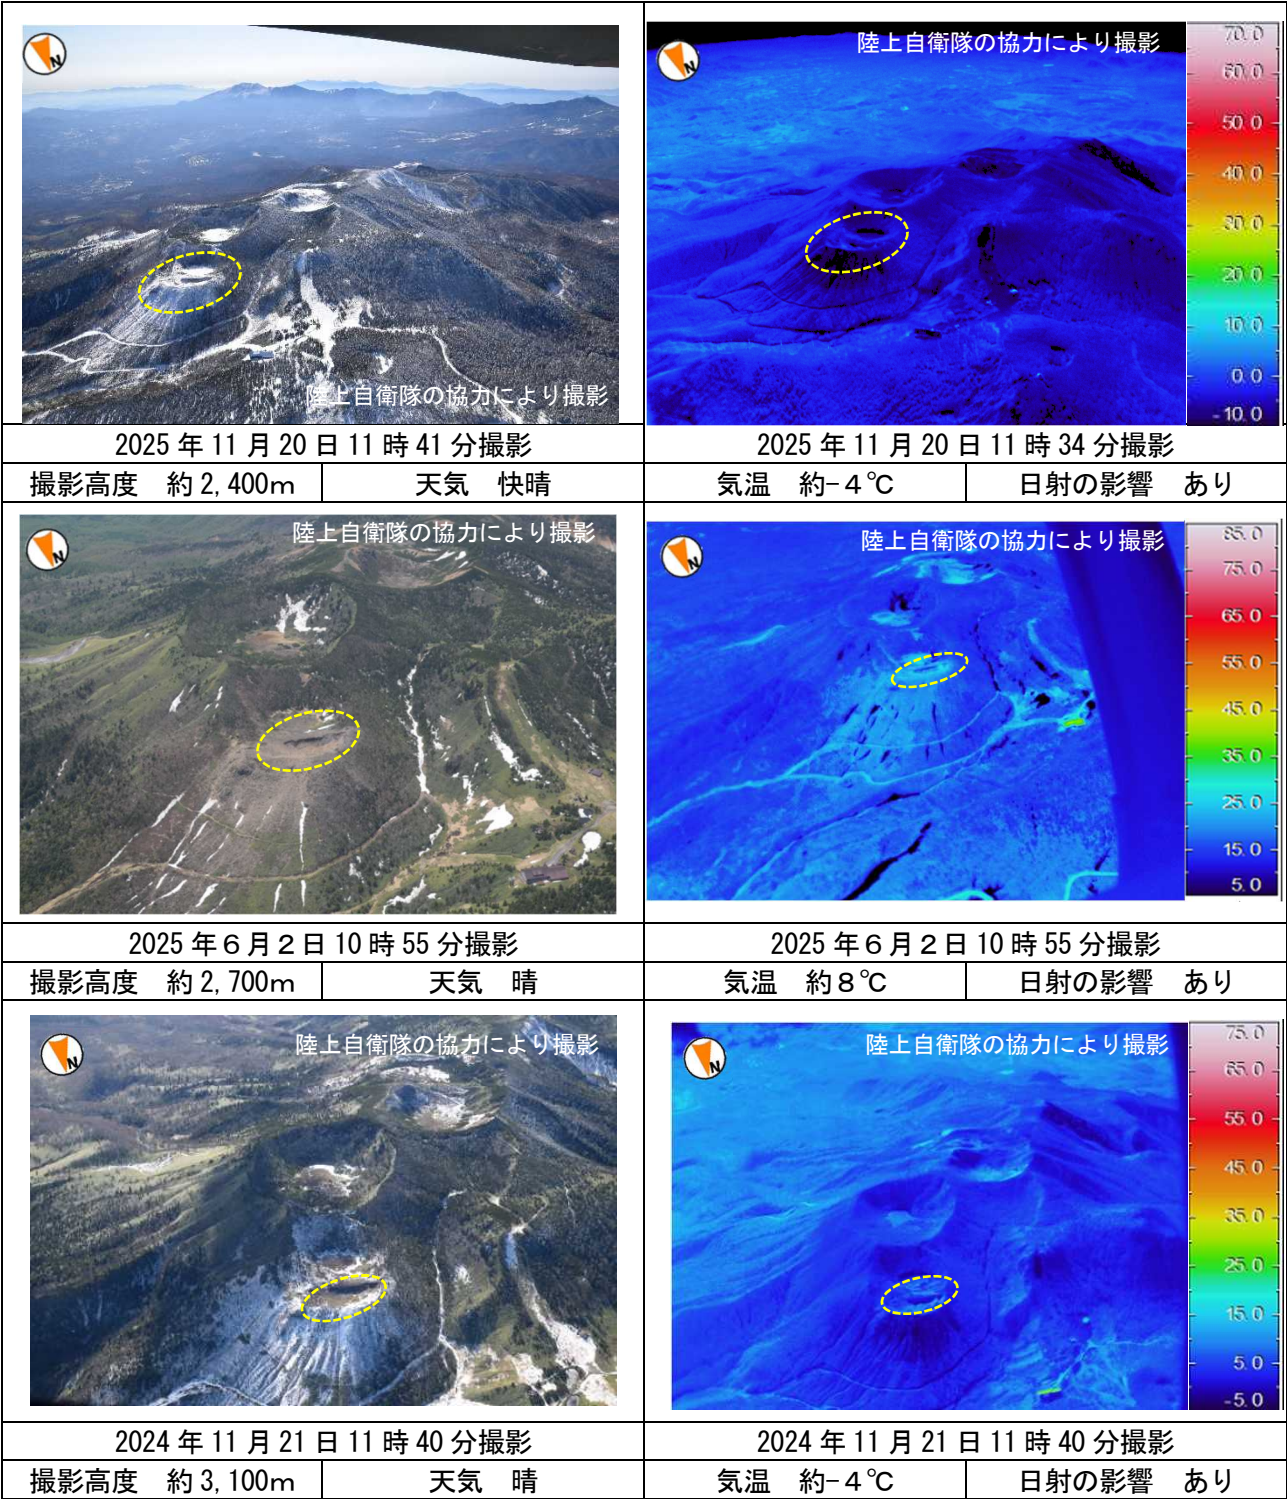 N
陸上自衛隊の協力により撮影
N
陸上自衛隊の協力により撮影
70.0
60.0
50.0
40.0
30.0
20.0
10.0
0.0
-10.0
2025年11月20日11時41分撮影
2025年11月20日11時34分撮影
撮影高度 約2,400m 天気 快晴
気温 約-4℃ 日射の影響 あり
N
陸上自衛隊の協力により撮影
N
陸上自衛隊の協力により撮影
85.0
75.0
65.0
55.0
45.0
35.0
25.0
15.0
5.0
2025年6月2日10時55分撮影
2025年6月2日10時55分撮影
撮影高度 約2,700m 天気 晴
気温 約8℃ 日射の影響 あり
N
陸上自衛隊の協力により撮影
N
陸上自衛隊の協力により撮影
75.0
65.0
55.0
45.0
35.0
25.0
15.0
5.0
-5.0
2024年11月21日11時40分撮影
2024年11月21日11時40分撮影
撮影高度 約3,100m 天気 晴
気温 約-4℃ 日射の影響 あり